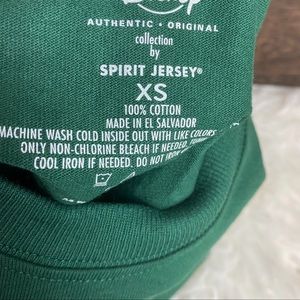 AUTHENTIC • ORIGINAL
collection
by
SPIRIT JERSEY®
XS
100% COTTON
MADE IN EL SALVADOR
MACHINE WASH COLD INSIDE OUT WITH LIKE COLORS
ONLY NON-CHLORINE BLEACH IF NEEDED.
COOL IRON IF NEEDED. DO NOT IRON